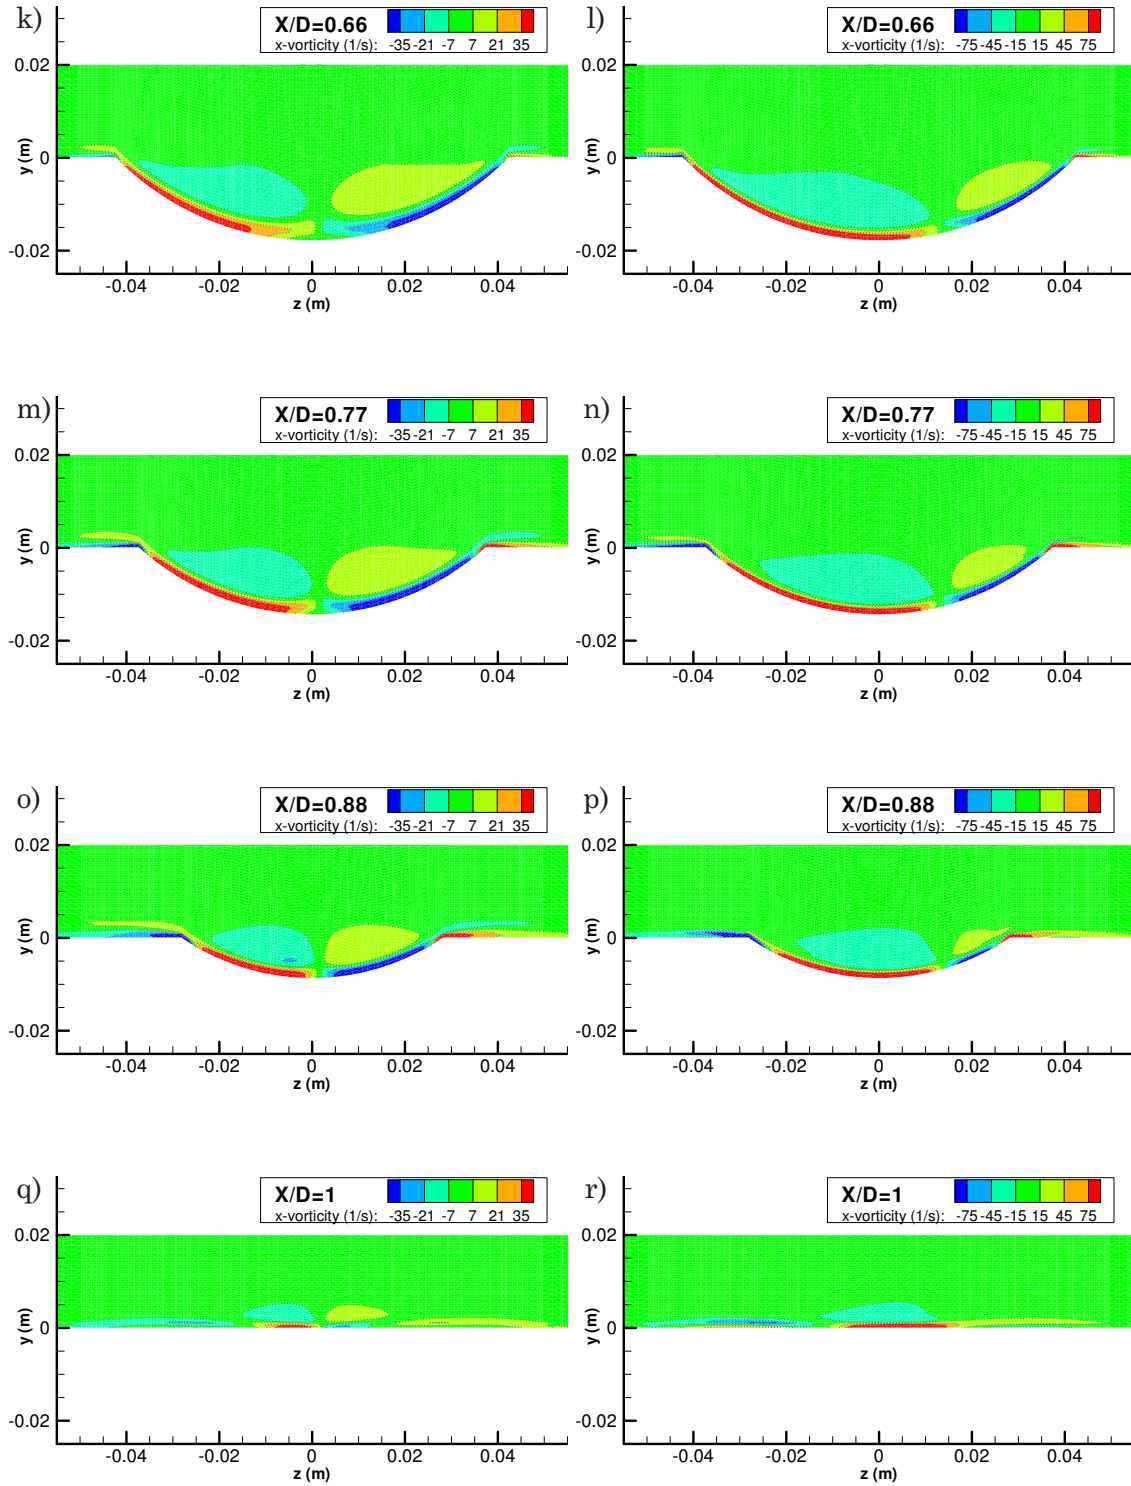 k)
X/D=0.66
x-vorticity (1/s): -35 -21 -7 7 21 35
0.02
0
-0.02
y (m)
-0.04 -0.02 0 0.02 0.04
z (m)
l)
X/D=0.66
x-vorticity (1/s): -75 -45 -15 15 45 75
0.02
0
-0.02
y (m)
-0.04 -0.02 0 0.02 0.04
z (m)
m)
X/D=0.77
x-vorticity (1/s): -35 -21 -7 7 21 35
0.02
0
-0.02
y (m)
-0.04 -0.02 0 0.02 0.04
z (m)
n)
X/D=0.77
x-vorticity (1/s): -75 -45 -15 15 45 75
0.02
0
-0.02
y (m)
-0.04 -0.02 0 0.02 0.04
z (m)
o)
X/D=0.88
x-vorticity (1/s): -35 -21 -7 7 21 35
0.02
0
-0.02
y (m)
-0.04 -0.02 0 0.02 0.04
z (m)
p)
X/D=0.88
x-vorticity (1/s): -75 -45 -15 15 45 75
0.02
0
-0.02
y (m)
-0.04 -0.02 0 0.02 0.04
z (m)
q)
X/D=1
x-vorticity (1/s): -35 -21 -7 7 21 35
0.02
0
-0.02
y (m)
-0.04 -0.02 0 0.02 0.04
z (m)
r)
X/D=1
x-vorticity (1/s): -75 -45 -15 15 45 75
0.02
0
-0.02
y (m)
-0.04 -0.02 0 0.02 0.04
z (m)